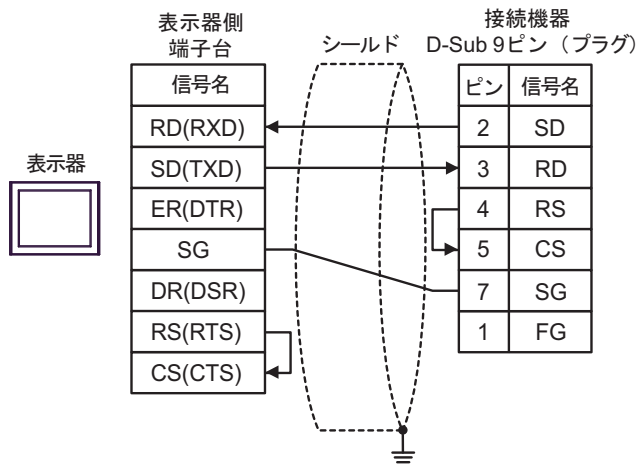 表示器側
端子台
シールド
接続機器
D-Sub 9ピン（プラグ）
表示器
信号名
RD(RXD)
SD(TXD)
ER(DTR)
SG
DR(DSR)
RS(RTS)
CS(CTS)
ピン 信号名
2 SD
3 RD
4 RS
5 CS
7 SG
1 FG